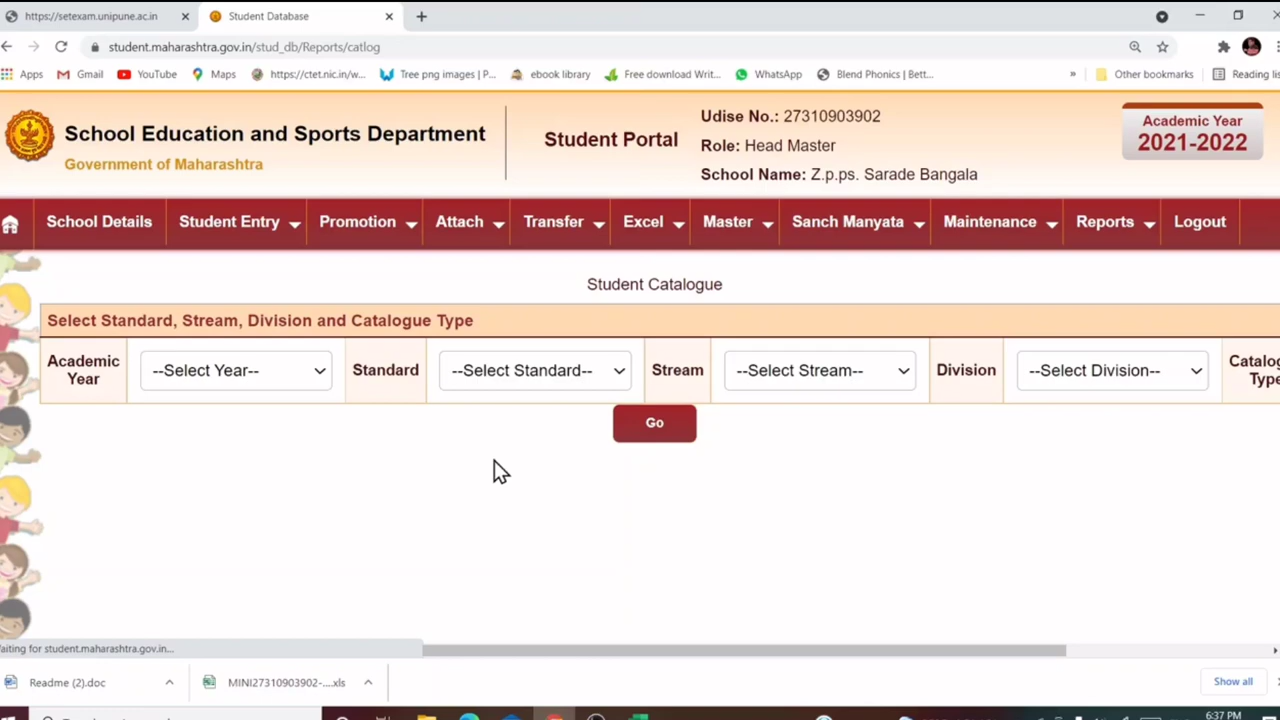 https://setexam.unipune.ac.in
Student Database
student.maharashtra.gov.in/stud_db/Reports/catlog
Apps
Gmail
YouTube
Maps
https://ctet.nic.in/w...
Tree png images | P...
ebook library
Free download Writ...
WhatsApp
Blend Phonics | Bett...
»
Other bookmarks
Reading lis
School Education and Sports Department
Government of Maharashtra
Student Portal
Udise No.: 27310903902
Role: Head Master
School Name: Z.p.ps. Sarade Bangala
Academic Year
2021-2022
School Details
Student Entry
Promotion
Attach
Transfer
Excel
Master
Sanch Manyata
Maintenance
Reports
Logout
Student Catalogue
Select Standard, Stream, Division and Catalogue Type
Academic
Year
--Select Year--
Standard
--Select Standard--
Stream
--Select Stream--
Division
--Select Division--
Catalog
Type
Go
aiting for student.maharashtra.gov.in...
Readme (2).doc
MINI27310903902-....xls
Show all
6:37 PM